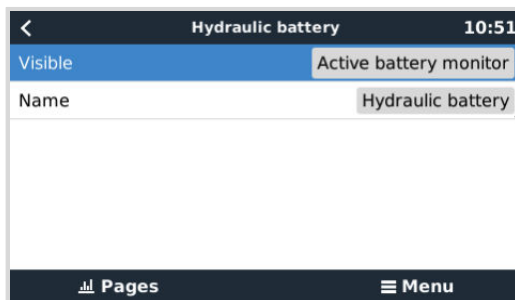 Hydraulic battery 10:51
Visible Active battery monitor
Name Hydraulic battery
Pages Menu